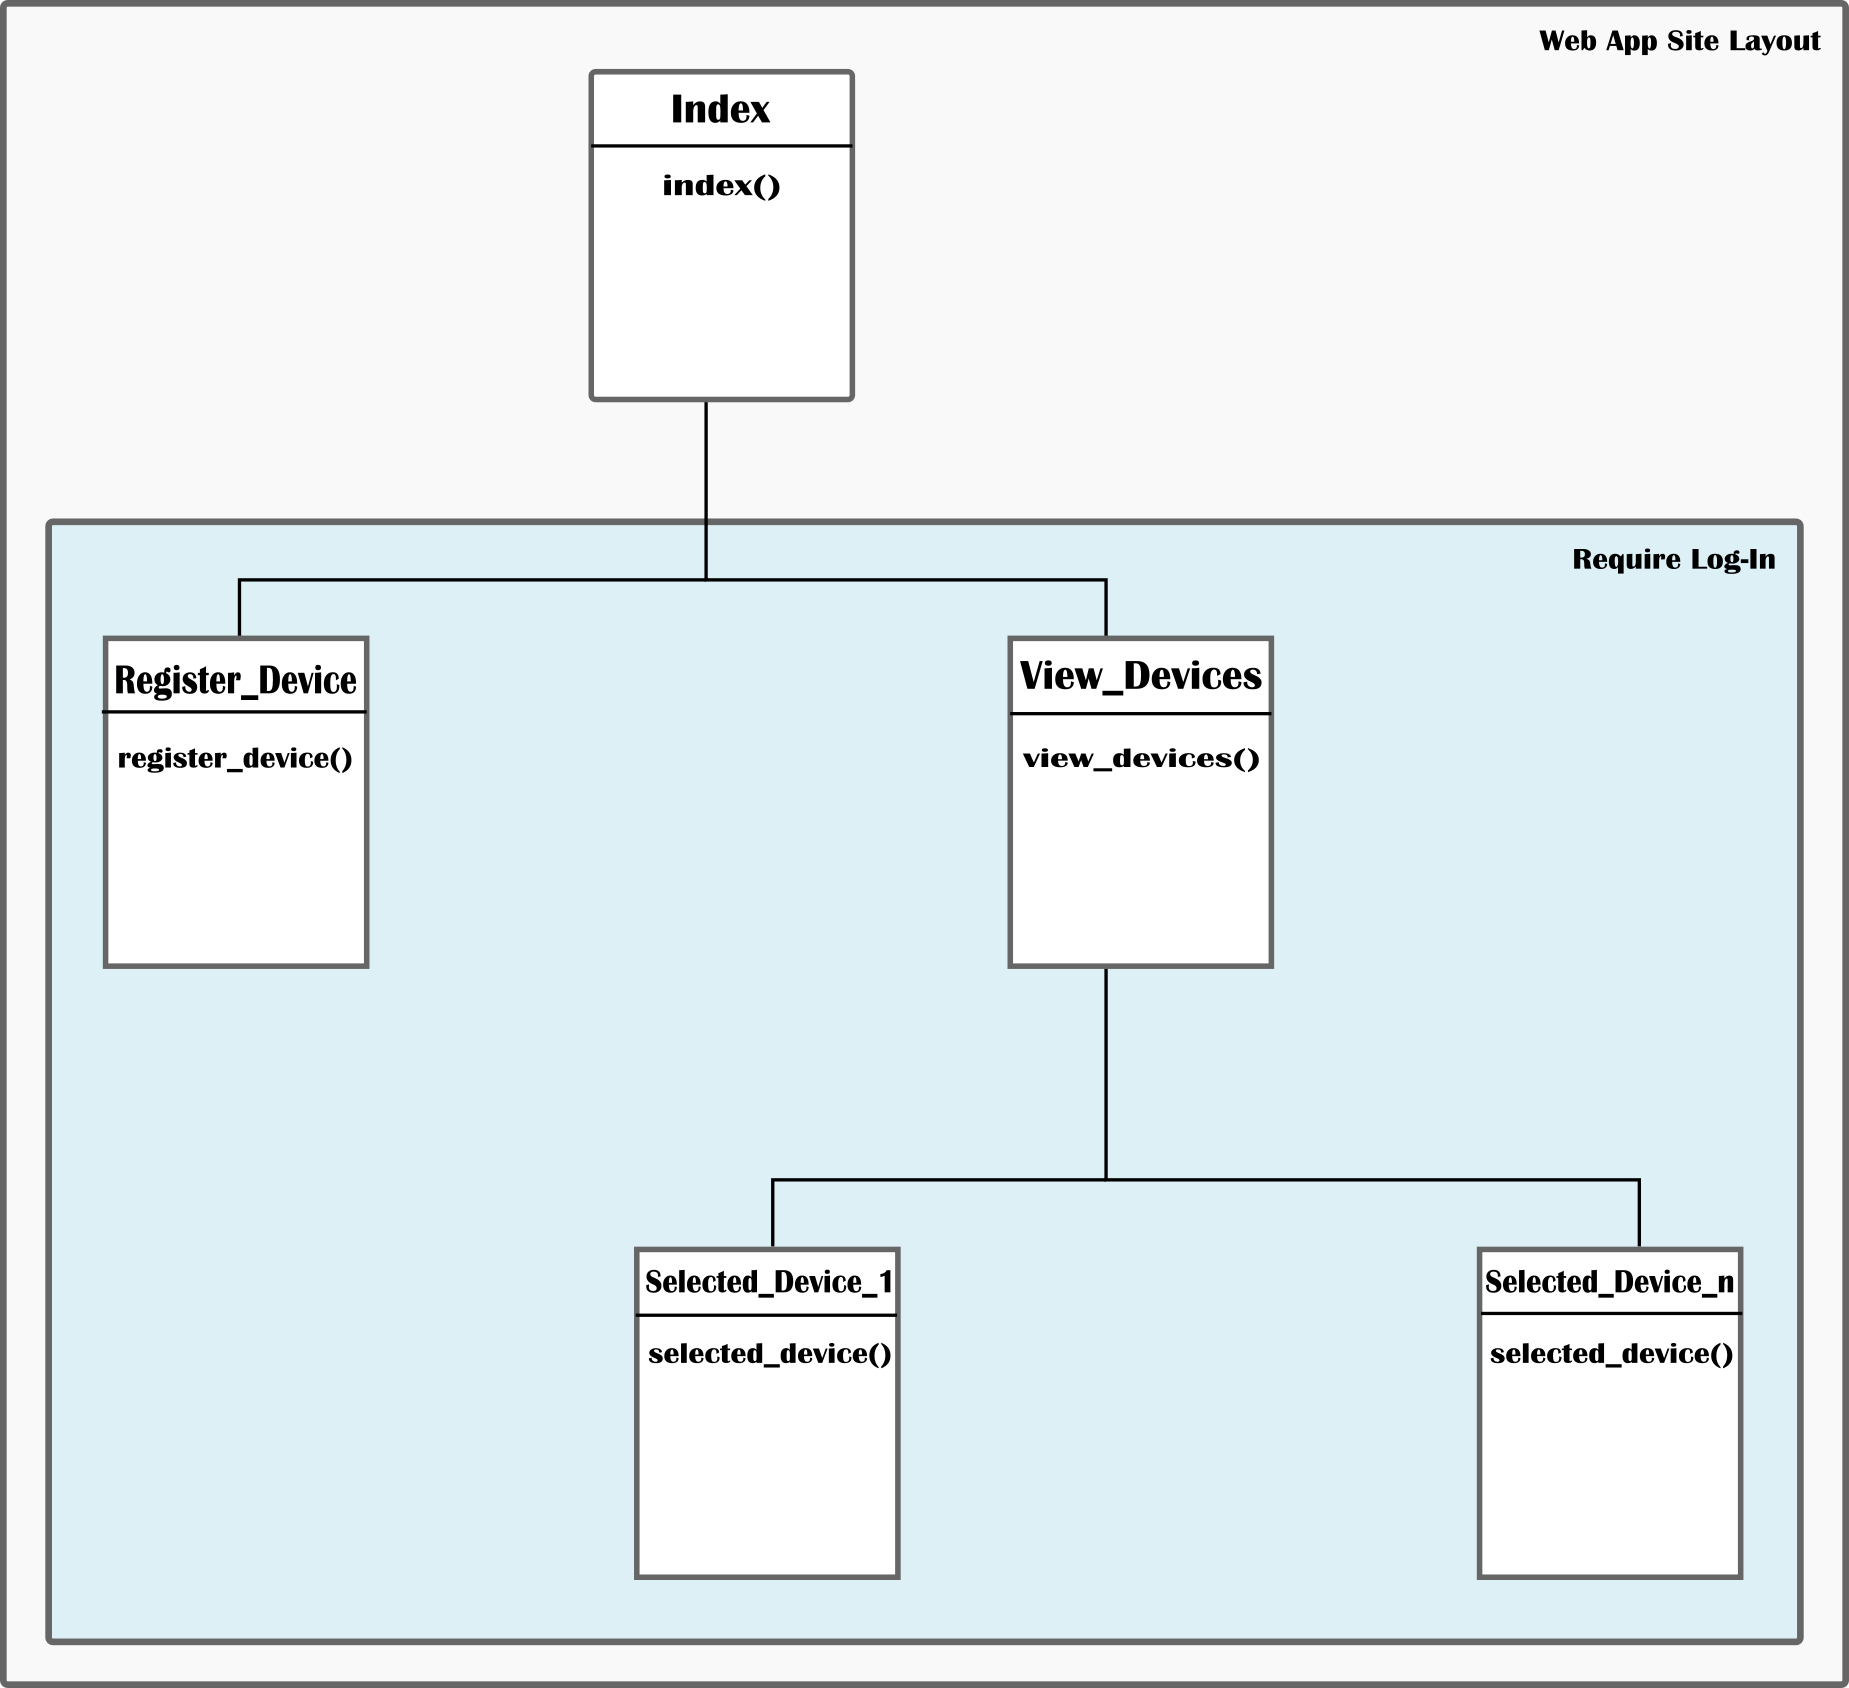 Web App Site Layout
Index
index()
Require Log-In
Register_Device
register_device()
View_Devices
view_devices()
Selected_Device_1
selected_device()
Selected_Device_n
selected_device()